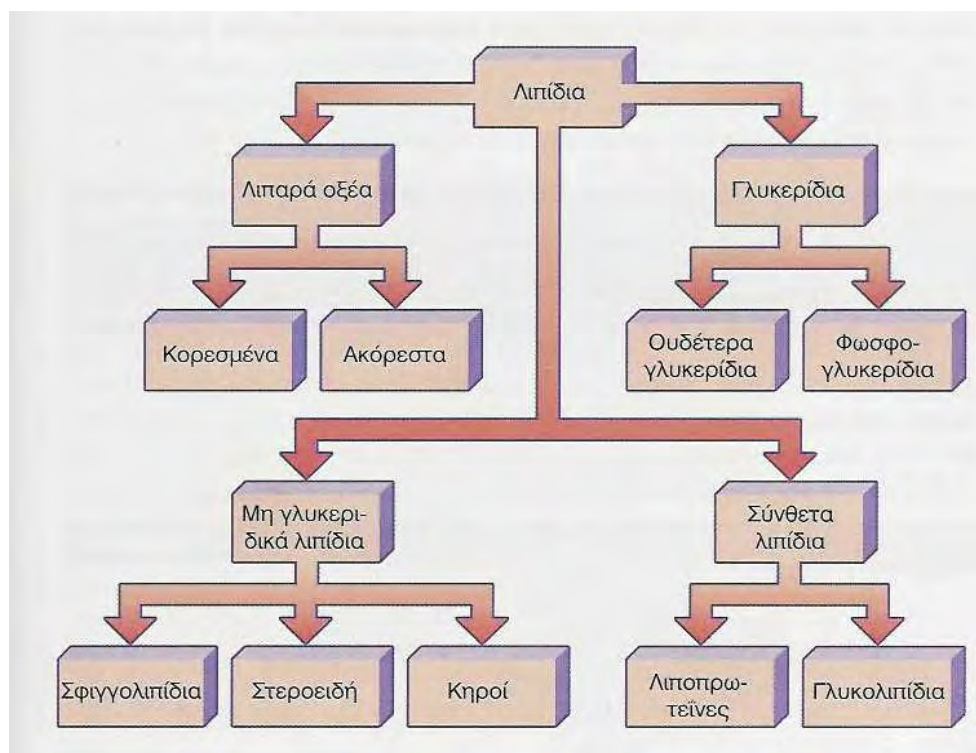 Λιπίδια
Λιπαρά οξέα
Γλυκερίδια
Κορεσμένα
Ακόρεστα
Ουδέτερα
γλυκερίδια
Φωσφο-
γλυκερίδια
Μη γλυκερι-
δικά λιπίδια
Σύνθετα
λιπίδια
Σφιγγολιπίδια
Στεροειδή
Κηροί
Λιποπρω-
τεΐνες
Γλυκολιπίδια